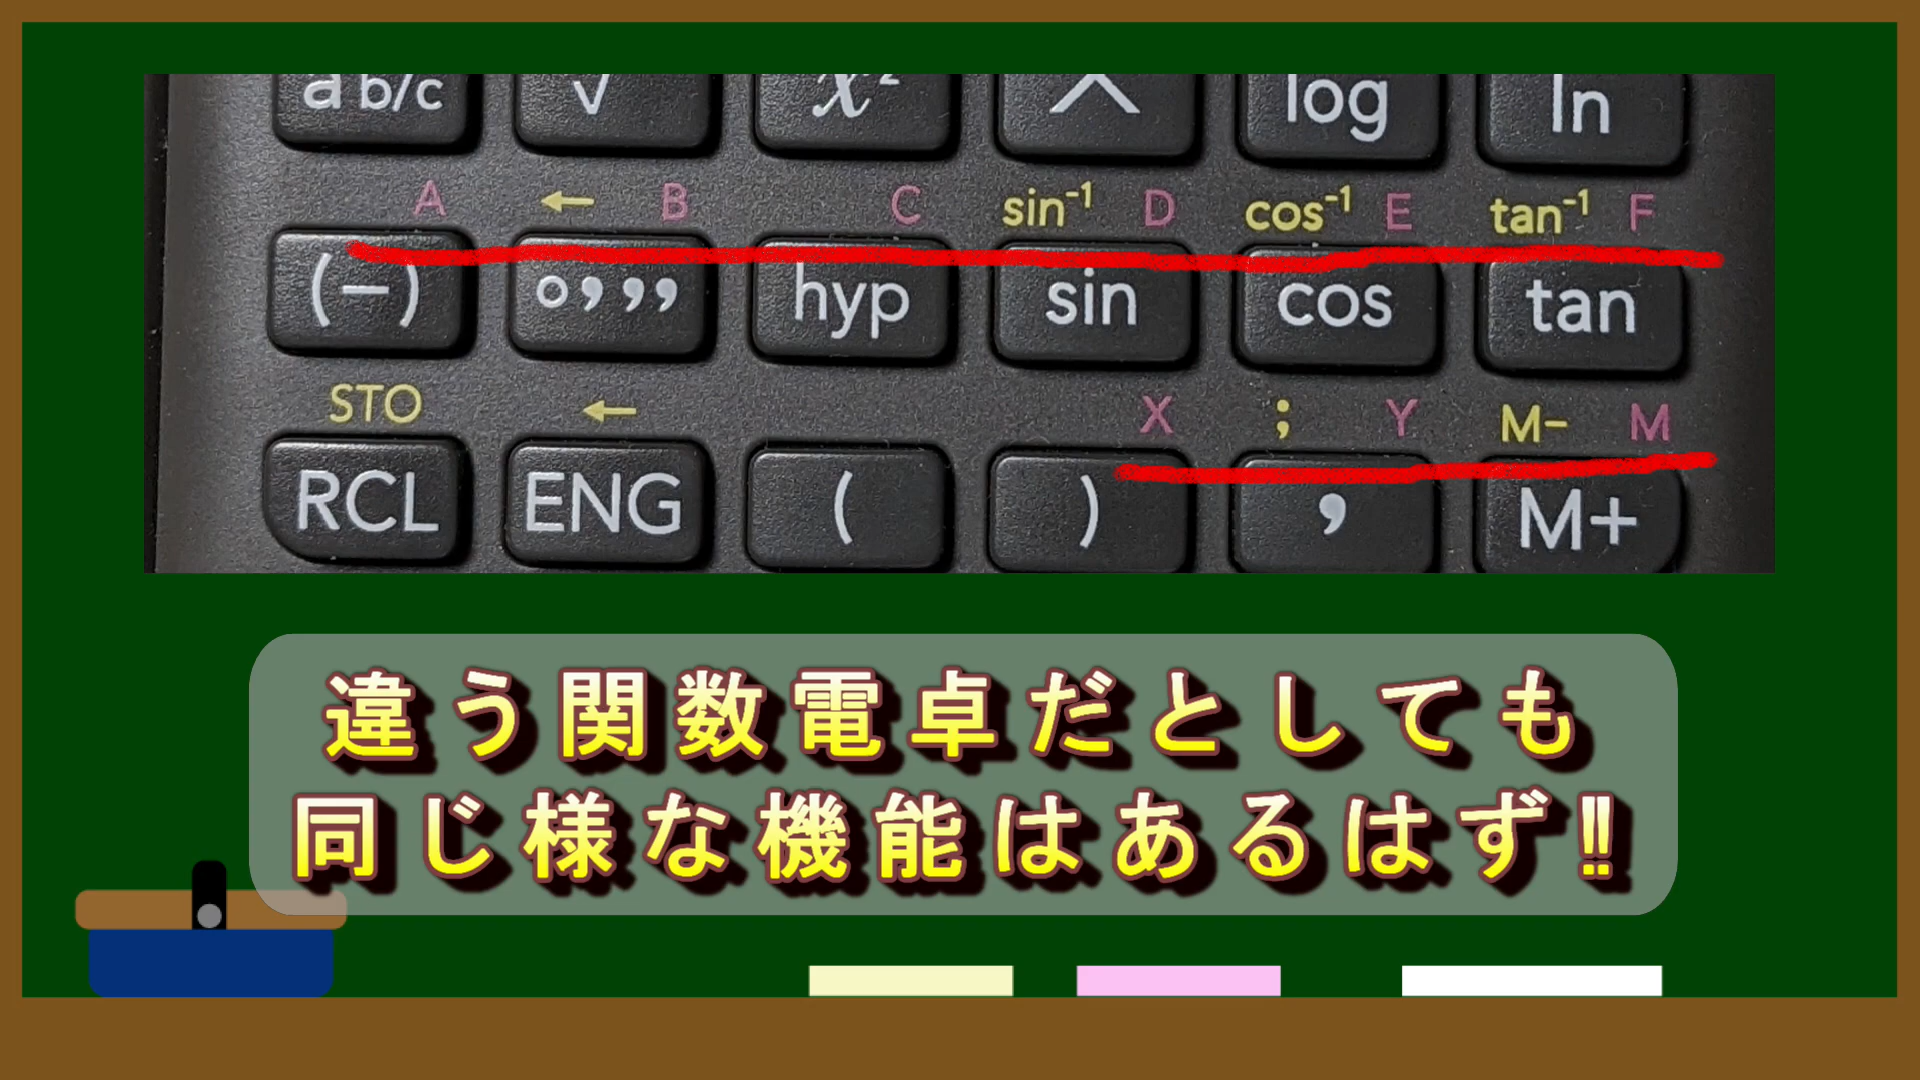 a b/c √ x² ^ log ln
A ← B C sin⁻¹ D cos⁻¹ E tan⁻¹ F
(−) °,,, hyp sin cos tan
STO ← X ; Y M− M
RCL ENG ( ) , M+
違う関数電卓だとしても
同じ様な機能はあるはず!!